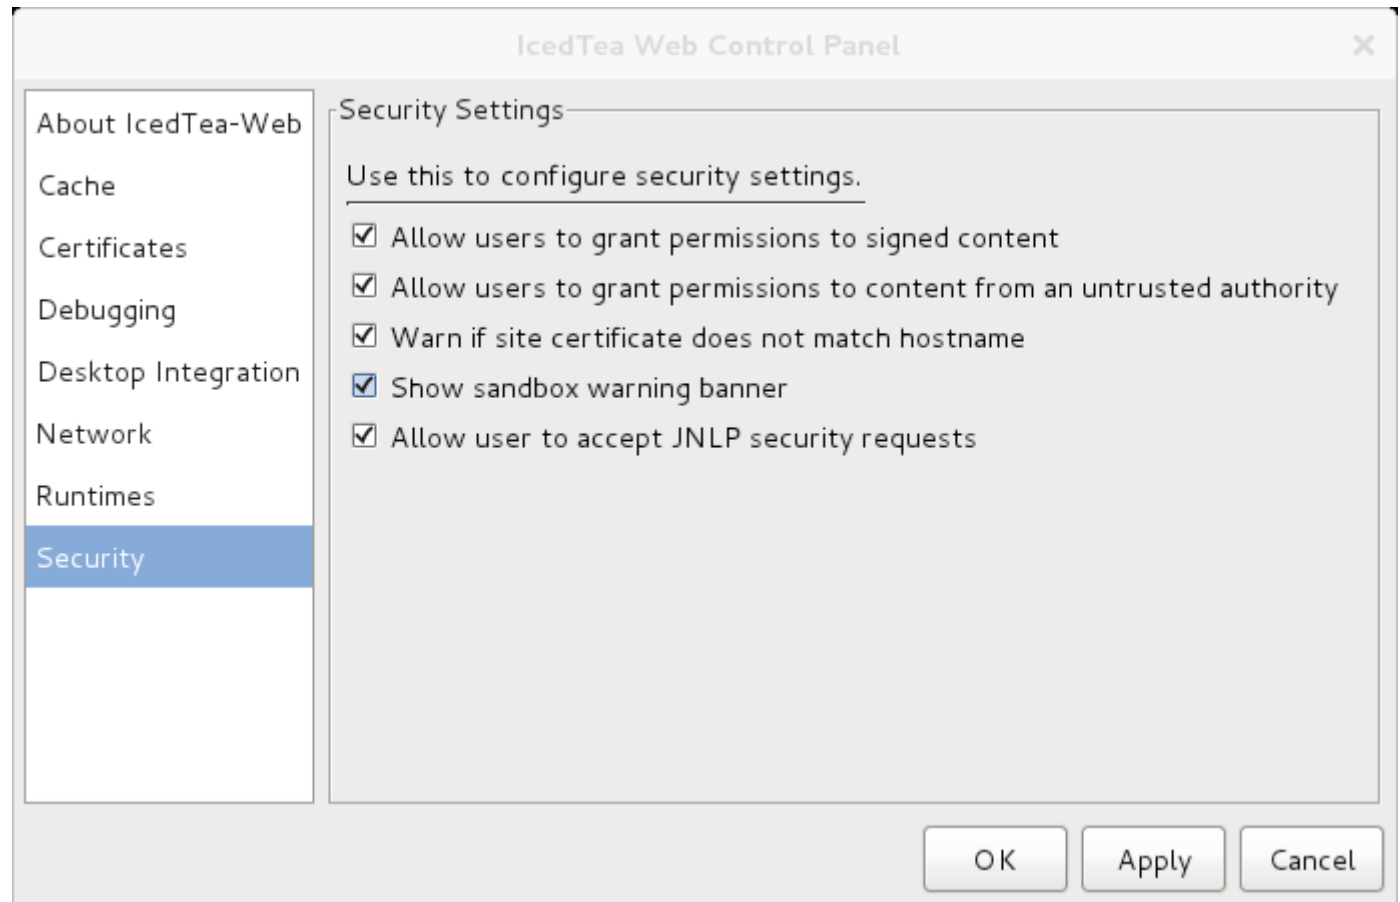 IcedTea Web Control Panel
About IcedTea-Web
Cache
Certificates
Debugging
Desktop Integration
Network
Runtimes
Security
Security Settings
Use this to configure security settings.
Allow users to grant permissions to signed content
Allow users to grant permissions to content from an untrusted authority
Warn if site certificate does not match hostname
Show sandbox warning banner
Allow user to accept JNLP security requests
OK
Apply
Cancel